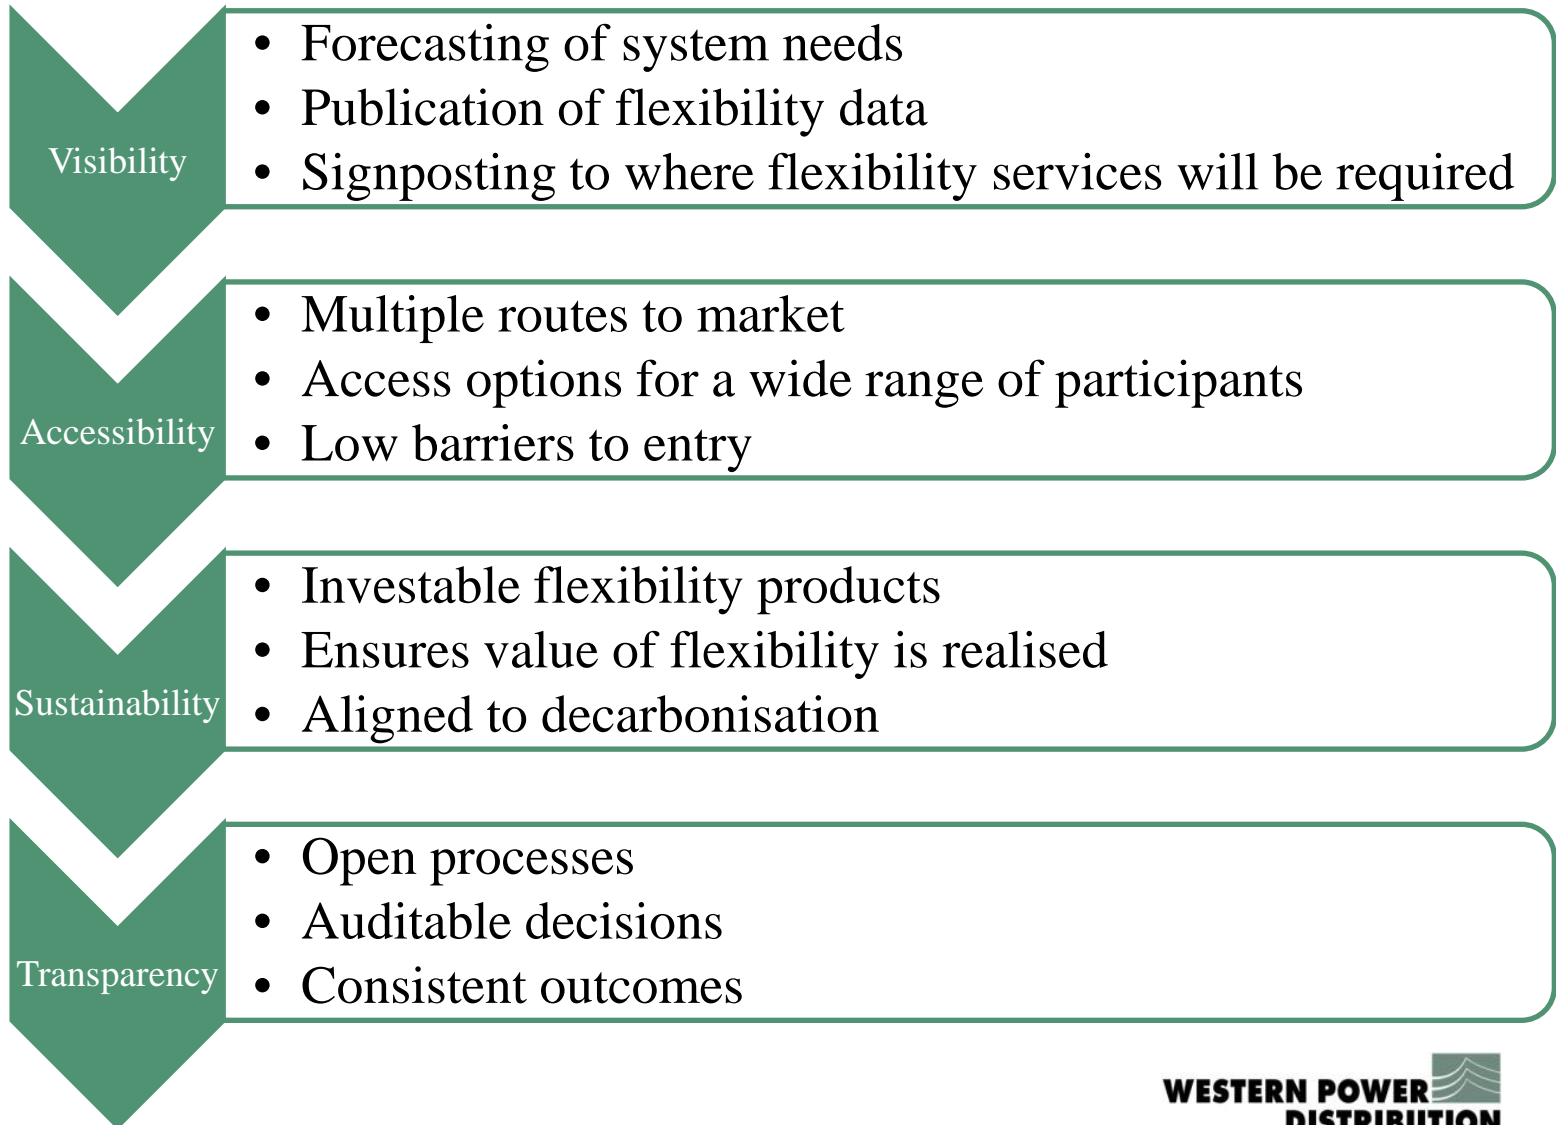 Visibility
• Forecasting of system needs
• Publication of flexibility data
• Signposting to where flexibility services will be required
Accessibility
• Multiple routes to market
• Access options for a wide range of participants
• Low barriers to entry
Sustainability
• Investable flexibility products
• Ensures value of flexibility is realised
• Aligned to decarbonisation
Transparency
• Open processes
• Auditable decisions
• Consistent outcomes
WESTERN POWER
DISTRIBUTION